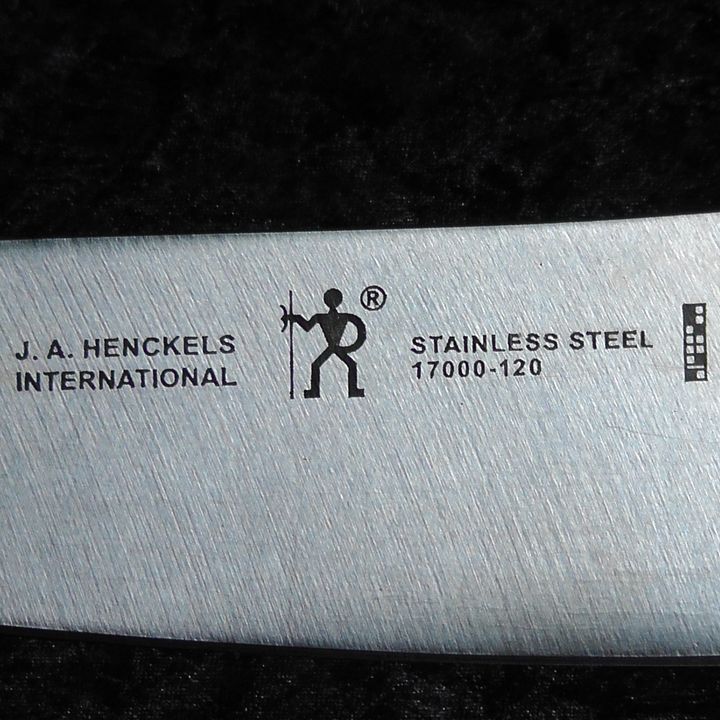 J. A. HENCKELS
INTERNATIONAL
®
STAINLESS STEEL
17000-120